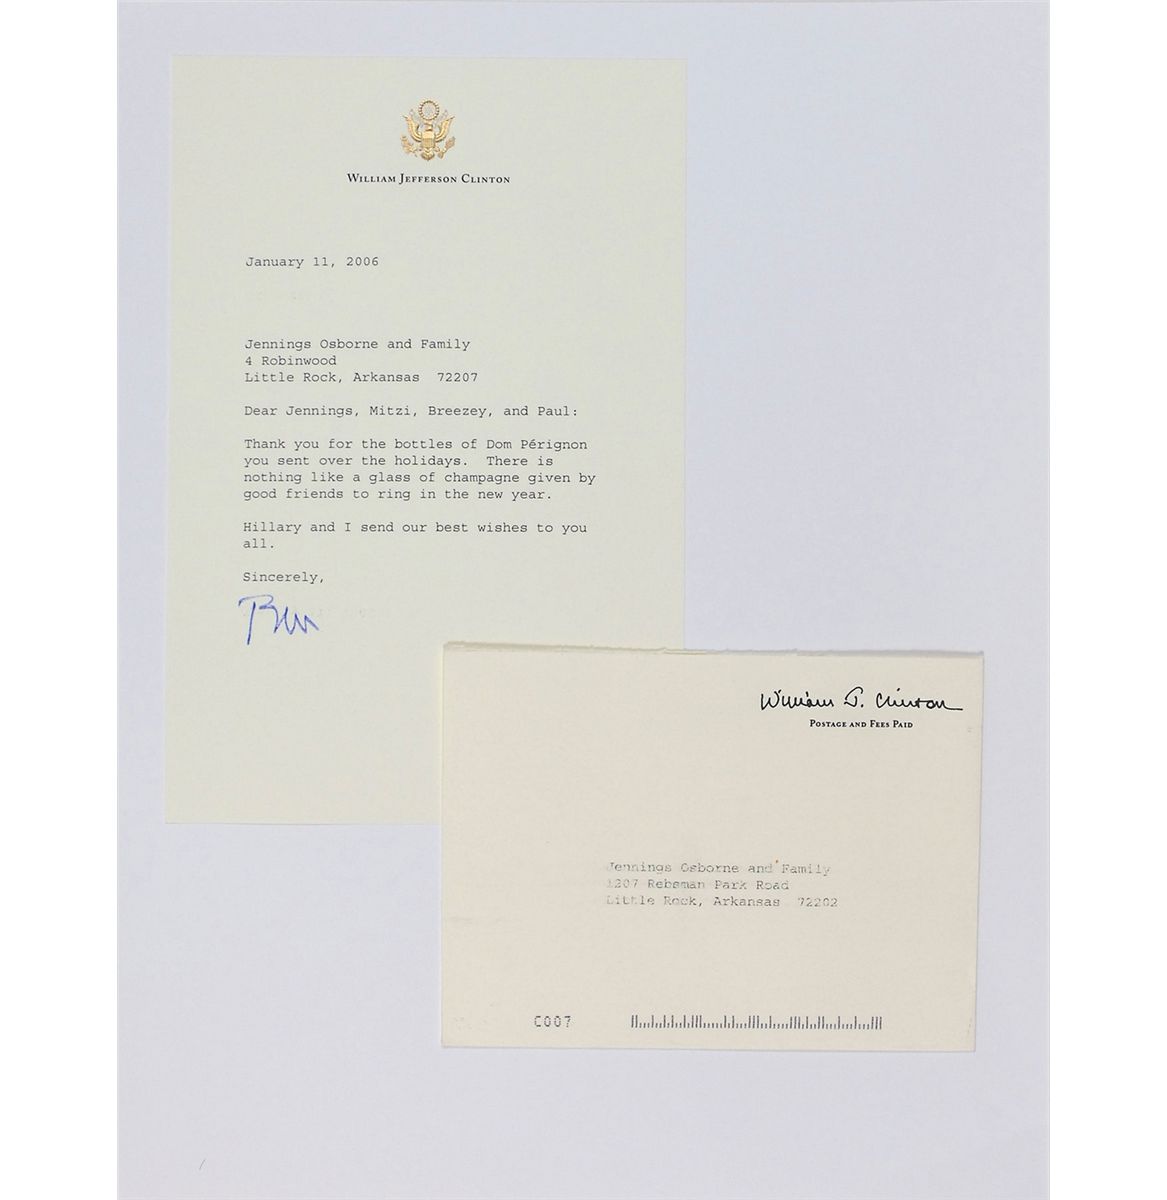 William Jefferson Clinton
January 11, 2006
Jennings Osborne and Family
4 Robinwood
Little Rock, Arkansas  72207
Dear Jennings, Mitzi, Breezey, and Paul:
Thank you for the bottles of Dom Pérignon
you sent over the holidays.  There is
nothing like a glass of champagne given by
good friends to ring in the new year.
Hillary and I send our best wishes to you
all.
Sincerely,
Bill
William J. Clinton
Postage and Fees Paid
Jennings Osborne and Family
1207 Rebsman Park Road
Little Rock, Arkansas  72202
C007